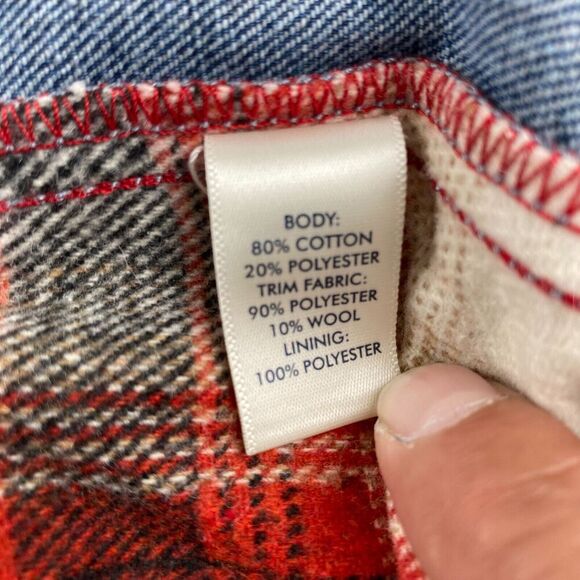 BODY:
80% COTTON
20% POLYESTER
TRIM FABRIC:
90% POLYESTER
10% WOOL
LININIG:
100% POLYESTER